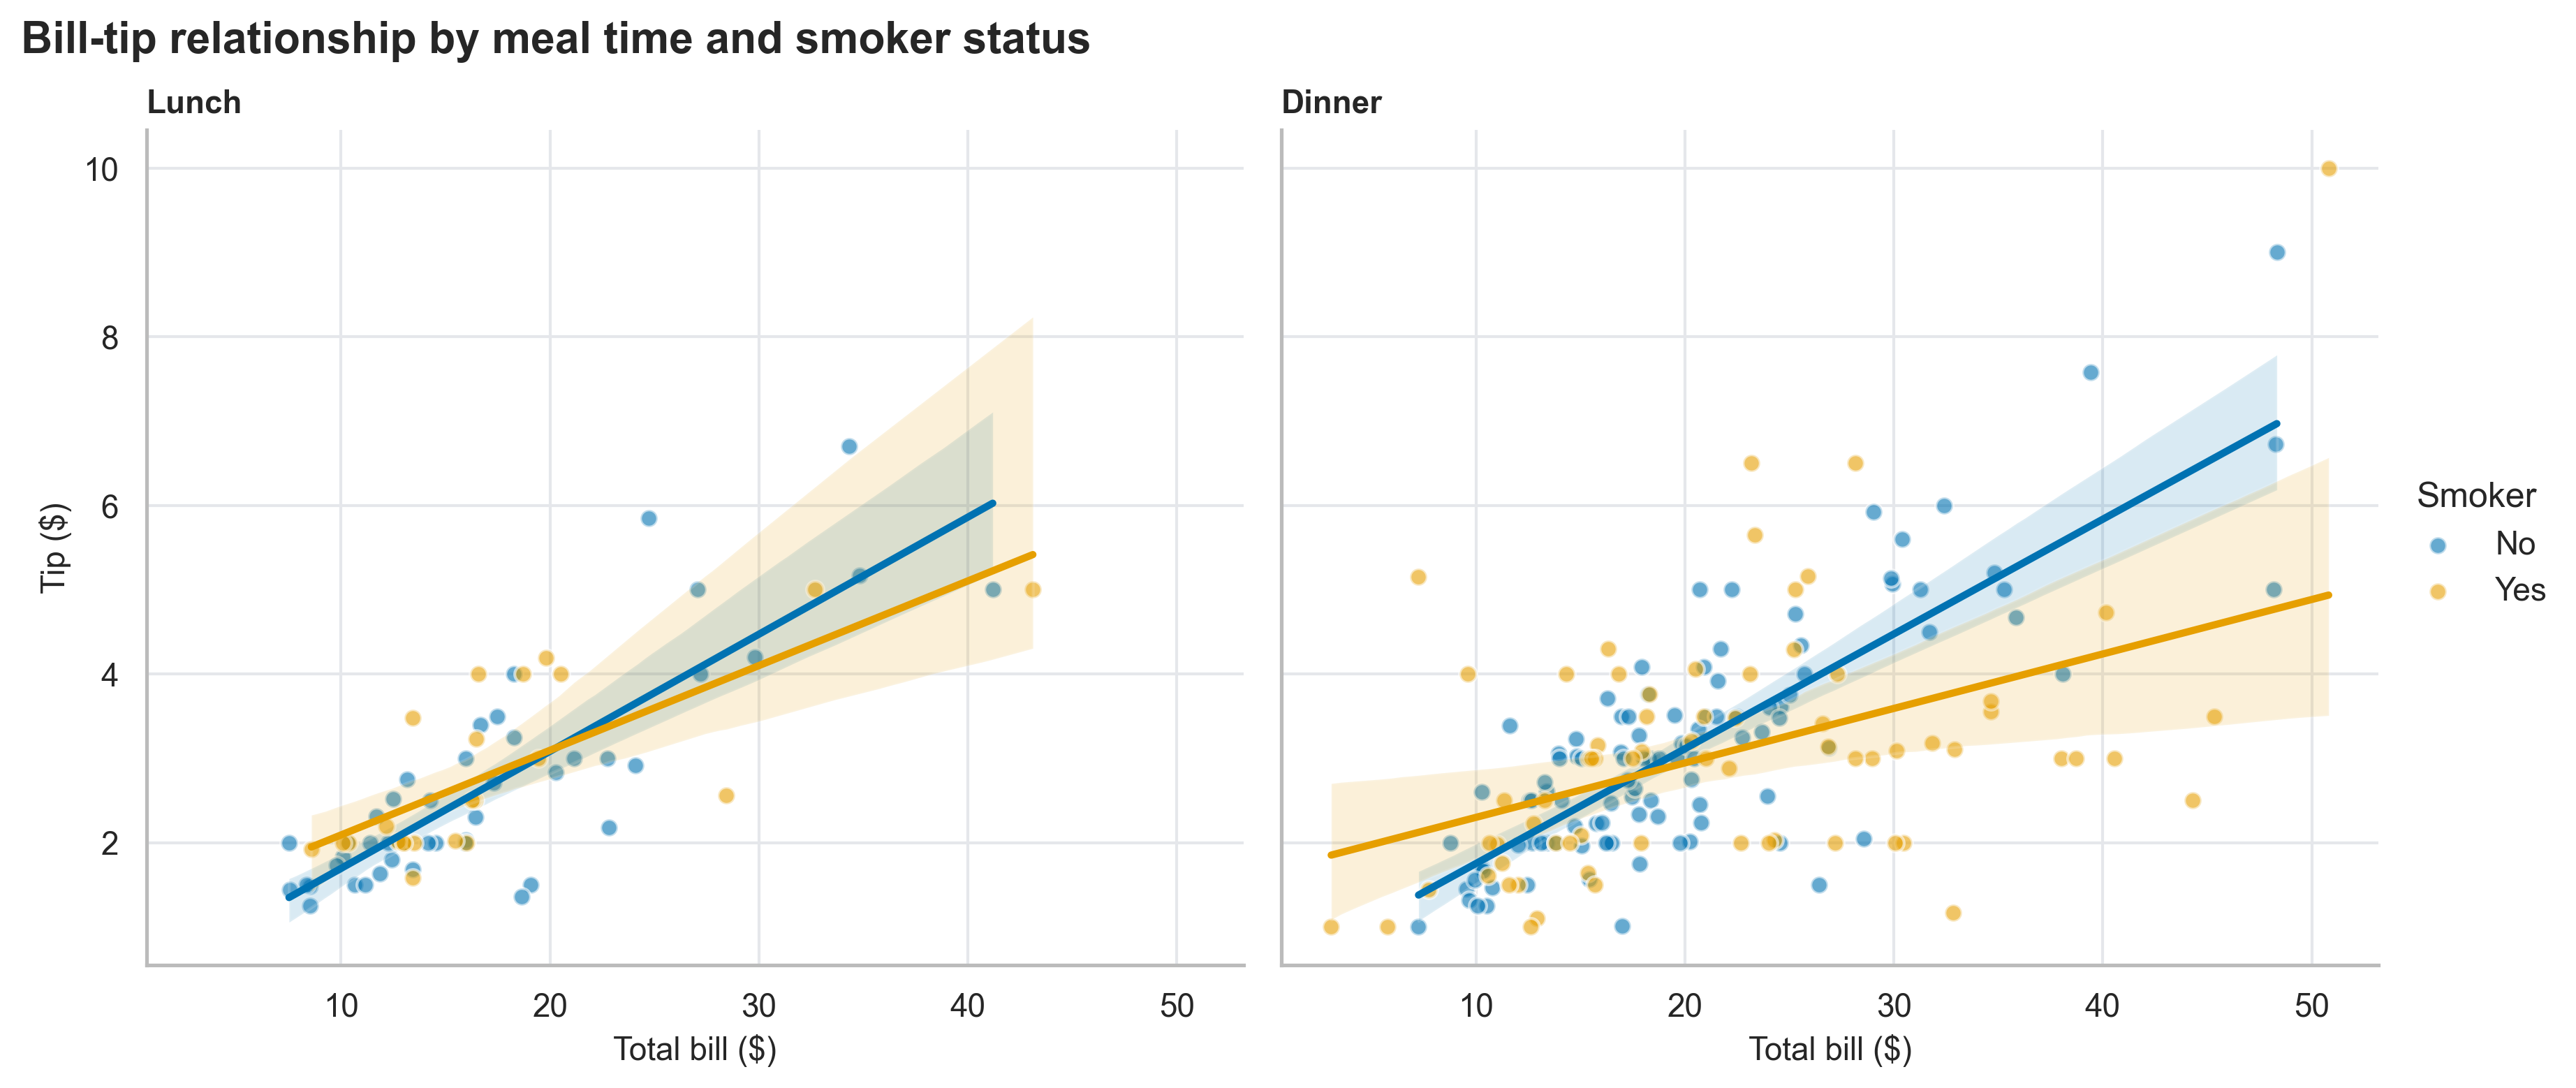 Bill-tip relationship by meal time and smoker status
Lunch
Dinner
10
8
6
4
2
Tip ($)
10 20 30 40 50
Total bill ($)
10 20 30 40 50
Total bill ($)
Smoker
No
Yes